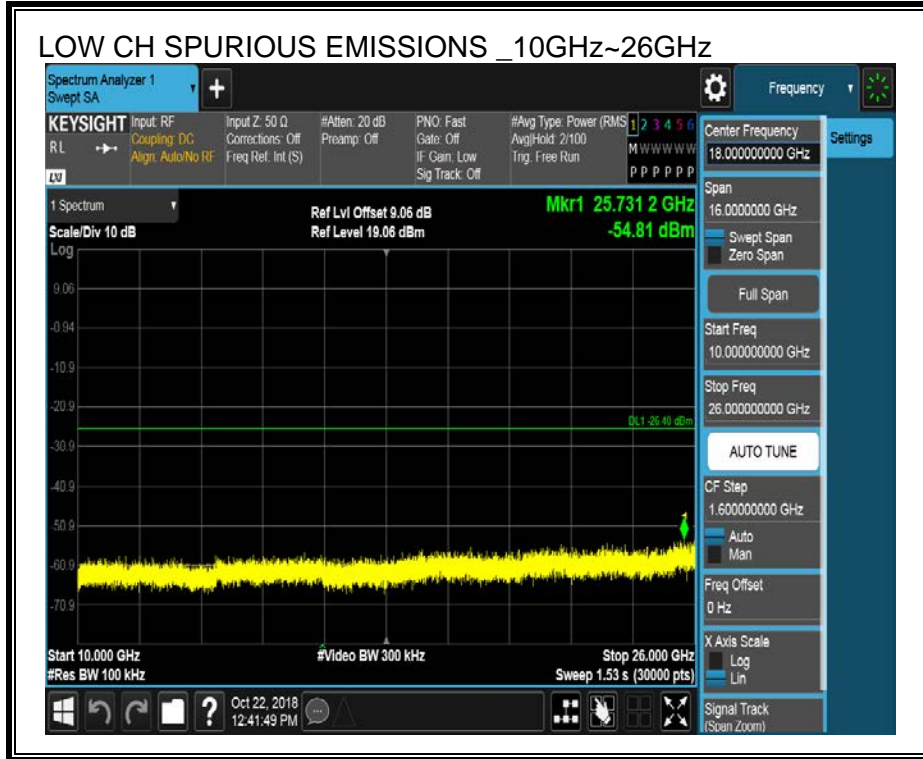 LOW CH SPURIOUS EMISSIONS _10GHz~26GHz
Spectrum Analyzer 1
Swept SA
+
Frequency
KEYSIGHT
RL
LXI
Input: RF
Coupling: DC
Align: Auto/No RF
Input Z: 50 Ω
Corrections: Off
Freq Ref: Int (S)
#Atten: 20 dB
Preamp: Off
PNO: Fast
Gate: Off
IF Gain: Low
Sig Track: Off
#Avg Type: Power (RMS
Avg|Hold: 2/100
Trig: Free Run
1 2 3 4 5 6
M W W W W W
P P P P P P
1 Spectrum
Scale/Div 10 dB
Ref Lvl Offset 9.06 dB
Ref Level 19.06 dBm
Mkr1 25.731 2 GHz
-54.81 dBm
Log
9.06
-0.94
-10.9
-20.9
DL1 -26.40 dBm
-30.9
-40.9
-50.9
1
-60.9
-70.9
Start 10.000 GHz
#Video BW 300 kHz
Stop 26.000 GHz
#Res BW 100 kHz
Sweep 1.53 s (30000 pts)
?
Oct 22, 2018
12:41:49 PM
Center Frequency
18.000000000 GHz
Settings
Span
16.0000000 GHz
Swept Span
Zero Span
Full Span
Start Freq
10.000000000 GHz
Stop Freq
26.000000000 GHz
AUTO TUNE
CF Step
1.600000000 GHz
Auto
Man
Freq Offset
0 Hz
X Axis Scale
Log
Lin
Signal Track
(Span Zoom)